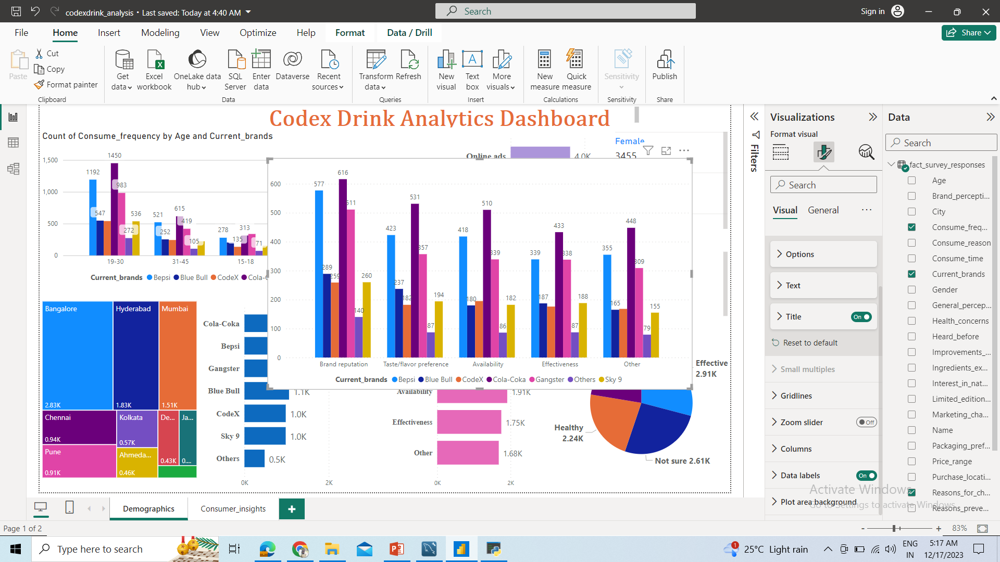 codexdrink_analysis • Last saved: Today at 4:40 AM
Search
Sign in
File
Home
Insert
Modeling
View
Optimize
Help
Format
Data / Drill
Share
Paste
Cut
Copy
Format painter
Clipboard
Get data
Excel workbook
OneLake data hub
SQL Server
Enter data
Dataverse
Recent sources
Data
Transform data
Refresh
Queries
New visual
Text box
More visuals
Insert
New measure
Quick measure
Calculations
Sensitivity
Sensitivity
Publish
Share
Codex Drink Analytics Dashboard
Count of Consume_frequency by Age and Current_brands
1,500
1,000
500
0
1192
547
1450
983
272
536
521
252
615
419
105
278
135
313
71
19-30
31-45
15-18
Current_brands Bepsi Blue Bull CodeX Cola-C
Online ads
4.0K
Female
3455
600
500
400
300
200
100
0
577
289
259
616
511
140
260
423
237
182
531
357
87
194
418
180
510
339
86
182
339
187
433
338
87
188
355
165
448
309
79
155
Brand reputation
Taste/flavor preference
Availability
Effectiveness
Other
Current_brands Bepsi Blue Bull CodeX Cola-Coka Gangster Others Sky 9
Bangalore
2.83K
Hyderabad
1.83K
Mumbai
1.51K
Chennai
0.94K
Kolkata
0.57K
De...
0.43K
Ja...
0....
Pune
0.91K
Ahmeda...
0.46K
Cola-Coka
Bepsi
Gangster
Blue Bull
1.1K
CodeX
1.0K
Sky 9
1.0K
Others
0.5K
0K
2K
Availability
1.91K
Effectiveness
1.75K
Other
1.68K
0K
2K
Effective
2.91K
Healthy
2.24K
Not sure 2.61K
Filters
Visualizations
Format visual
Search
Visual
General
Options
Text
Title
On
Reset to default
Small multiples
Gridlines
Zoom slider
Off
Columns
Data labels
On
Plot area background
Data
Search
fact_survey_responses
Age
Brand_percepti...
City
Consume_freq...
Consume_reason
Consume_time
Current_brands
Gender
General_percep...
Health_concerns
Heard_before
Improvements_...
Ingredients_ex...
Interest_in_nat...
Limited_edition...
Marketing_cha...
Name
Packaging_pref...
Price_range
Purchase_locati...
Reasons_for_ch...
Reasons_preve...
Activate Windows
Go to Settings to activate Windows.
Demographics
Consumer_insights
+
Page 1 of 2
- + 83%
Type here to search
1
25°C Light rain
ENG
IN
5:17 AM
12/17/2023